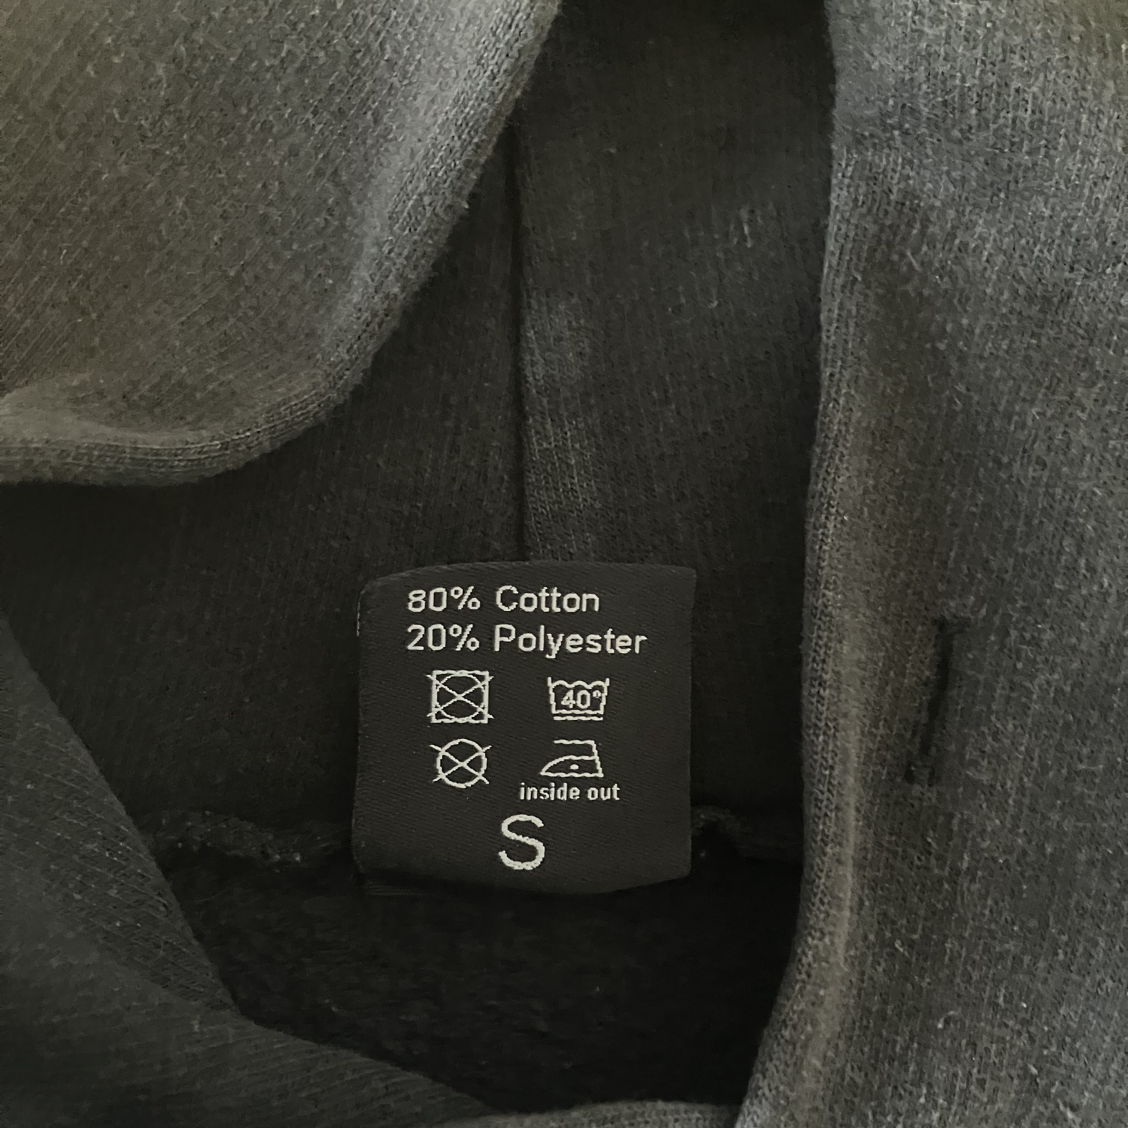 80% Cotton
20% Polyester
40°
inside out
S